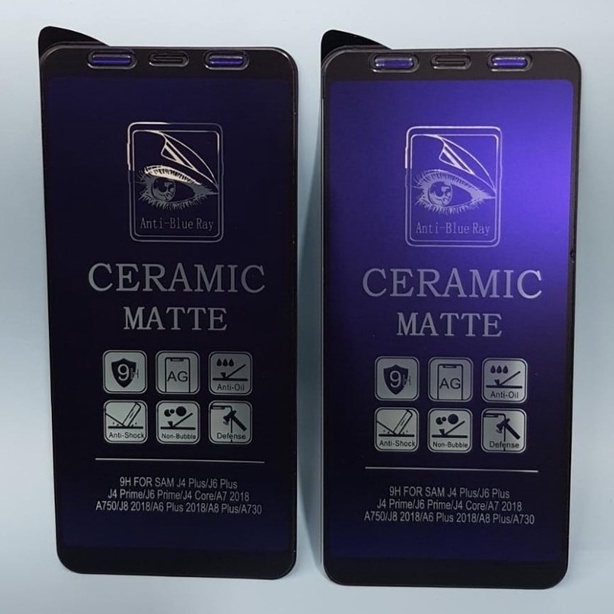 Anti-Blue Ray
CERAMIC
MATTE
9H
AG
Anti-Oil
Anti-Shock
Non-Bubble
Defense
9H FOR SAM J4 Plus/J6 Plus
J4 Prime/J6 Prime/J4 Core/A7 2018
A750/J8 2018/A6 Plus 2018/A8 Plus/A730
Anti-Blue Ray
CERAMIC
MATTE
9H
AG
Anti-Oil
Anti-Shock
Non-Bubble
Defense
9H FOR SAM J4 Plus/J6 Plus
J4 Prime/J6 Prime/J4 Core/A7 2018
A750/J8 2018/A6 Plus 2018/A8 Plus/A730